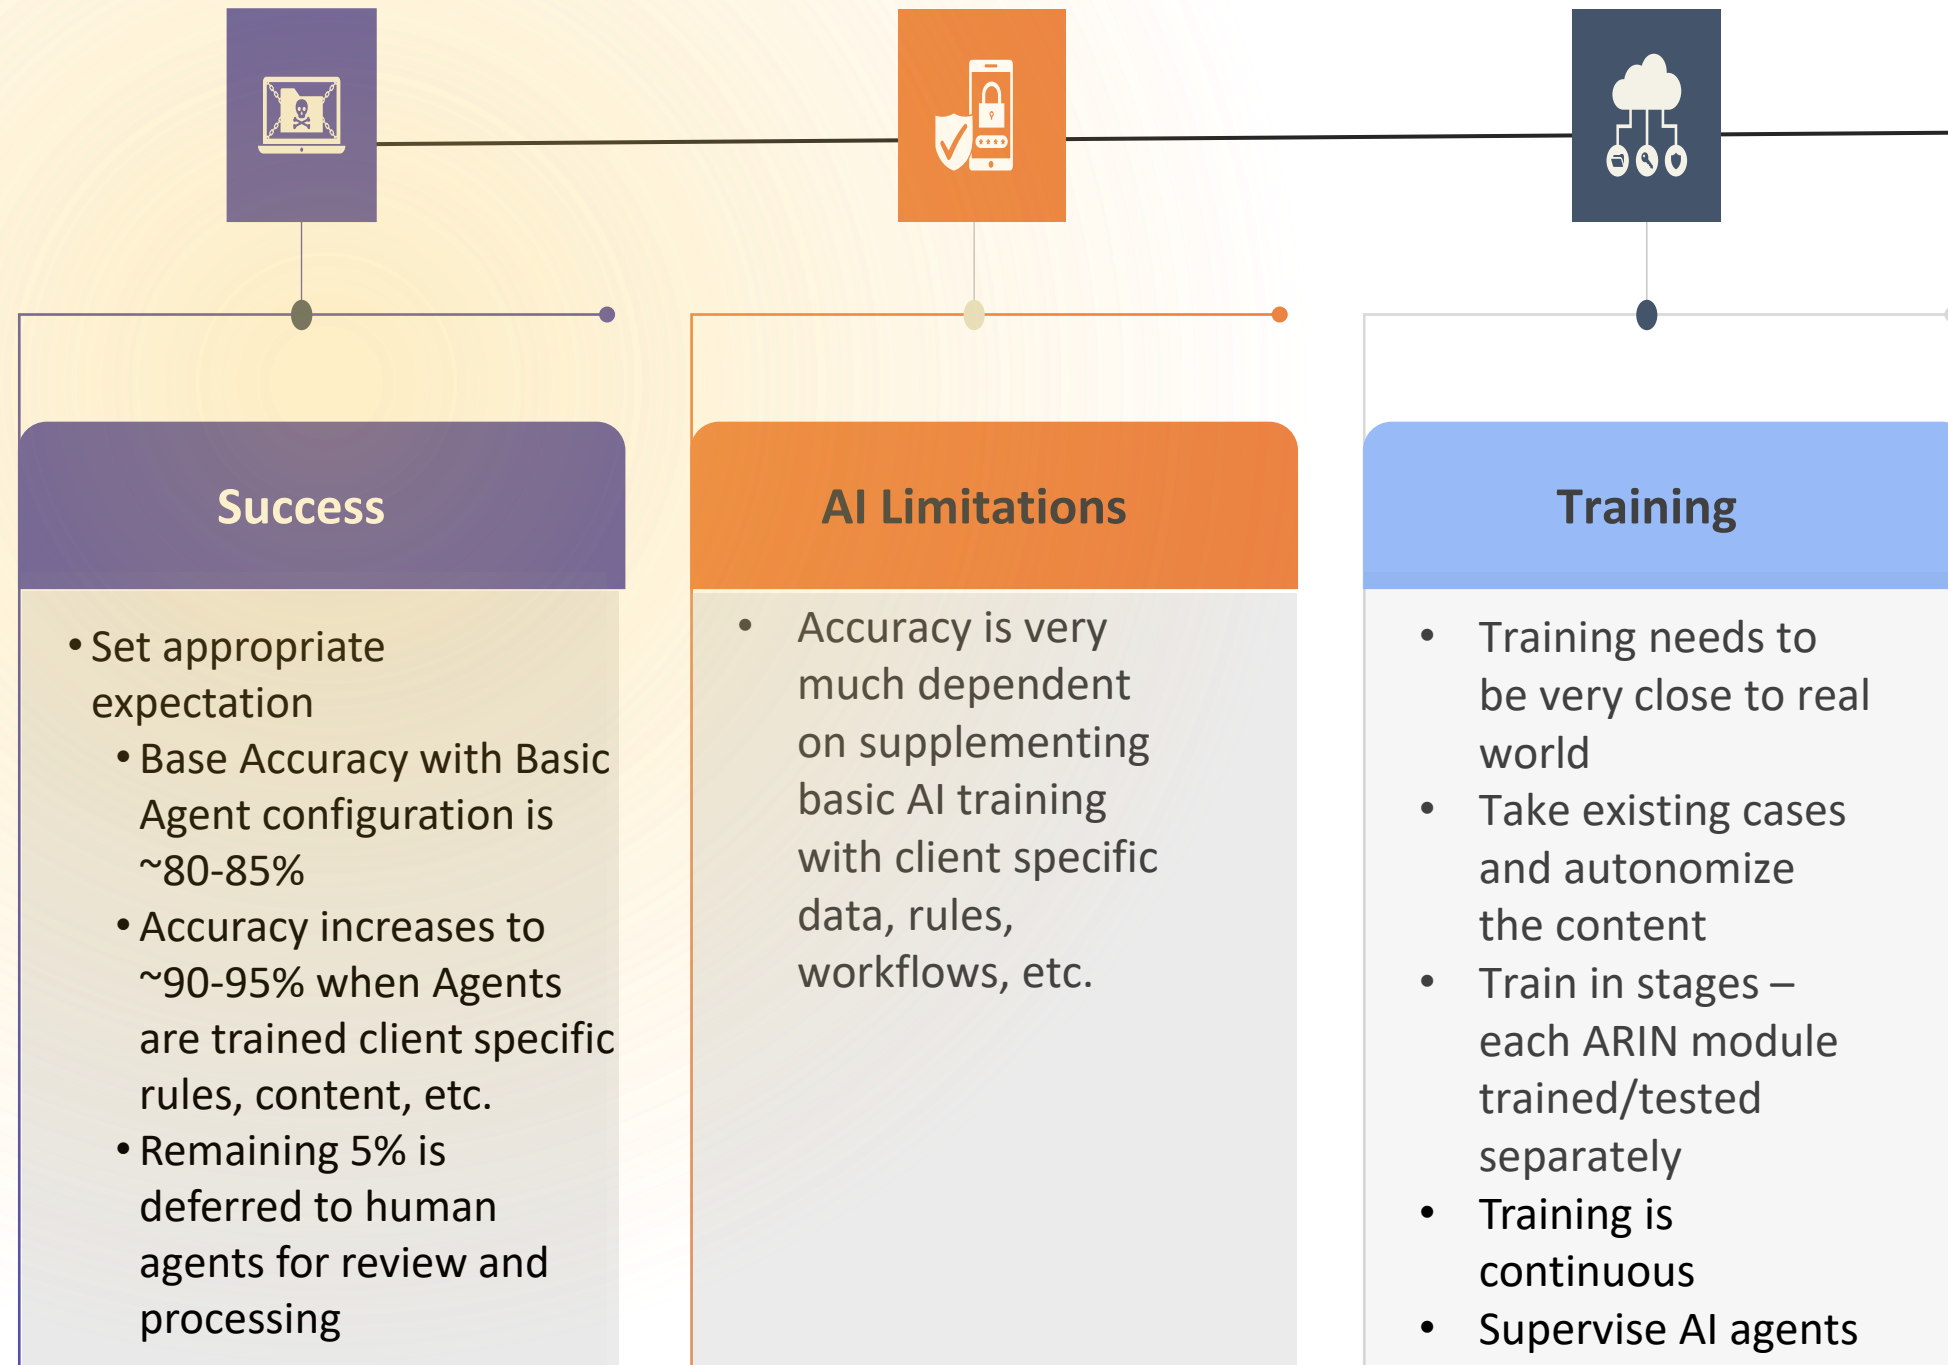 Success
• Set appropriate
expectation
• Base Accuracy with Basic
Agent configuration is
~80-85%
• Accuracy increases to
~90-95% when Agents
are trained client specific
rules, content, etc.
• Remaining 5% is
deferred to human
agents for review and
processing
AI Limitations
• Accuracy is very
much dependent
on supplementing
basic AI training
with client specific
data, rules,
workflows, etc.
Training
• Training needs to
be very close to real
world
• Take existing cases
and autonomize
the content
• Train in stages –
each ARIN module
trained/tested
separately
• Training is
continuous
• Supervise AI agents